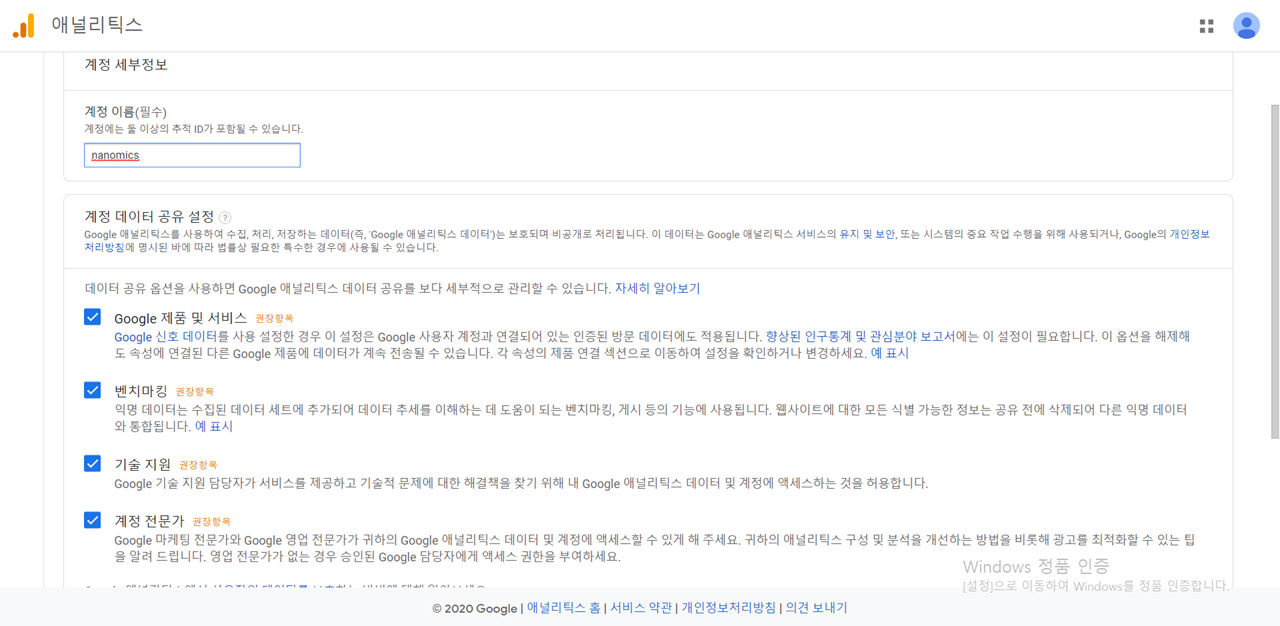 애널리틱스
계정 세부정보
계정 이름(필수)
계정에는 둘 이상의 추적 ID가 포함될 수 있습니다.
nanomics
계정 데이터 공유 설정 ?
Google 애널리틱스를 사용하여 수집, 처리, 저장하는 데이터(즉, 'Google 애널리틱스 데이터')는 보호되며 비공개로 처리됩니다. 이 데이터는 Google 애널리틱스 서비스의 유지 및 보안, 또는 시스템의 중요 작업 수행을 위해 사용되거나, Google의 개인정보
처리방침에 명시된 바에 따라 법률상 필요한 특수한 경우에 사용될 수 있습니다.
데이터 공유 옵션을 사용하면 Google 애널리틱스 데이터 공유를 보다 세부적으로 관리할 수 있습니다. 자세히 알아보기
Google 제품 및 서비스 권장항목
Google 신호 데이터를 사용 설정한 경우 이 설정은 Google 사용자 계정과 연결되어 있는 인증된 방문 데이터에도 적용됩니다. 향상된 인구통계 및 관심분야 보고서에는 이 설정이 필요합니다. 이 옵션을 해제해
도 속성에 연결된 다른 Google 제품에 데이터가 계속 전송될 수 있습니다. 각 속성의 제품 연결 섹션으로 이동하여 설정을 확인하거나 변경하세요. 예 표시
벤치마킹 권장항목
익명 데이터는 수집된 데이터 세트에 추가되어 데이터 추세를 이해하는 데 도움이 되는 벤치마킹, 게시 등의 기능에 사용됩니다. 웹사이트에 대한 모든 식별 가능한 정보는 공유 전에 삭제되어 다른 익명 데이터
와 통합됩니다. 예 표시
기술 지원 권장항목
Google 기술 지원 담당자가 서비스를 제공하고 기술적 문제에 대한 해결책을 찾기 위해 내 Google 애널리틱스 데이터 및 계정에 액세스하는 것을 허용합니다.
계정 전문가 권장항목
Google 마케팅 전문가와 Google 영업 전문가가 귀하의 Google 애널리틱스 데이터 및 계정에 액세스할 수 있게 해 주세요. 귀하의 애널리틱스 구성 및 분석을 개선하는 방법을 비롯해 광고를 최적화할 수 있는 팁
을 알려 드립니다. 영업 전문가가 없는 경우 승인된 Google 담당자에게 액세스 권한을 부여하세요.
Windows 정품 인증
[설정]으로 이동하여 Windows를 정품 인증합니다.
© 2020 Google | 애널리틱스 홈 | 서비스 약관 | 개인정보처리방침 | 의견 보내기